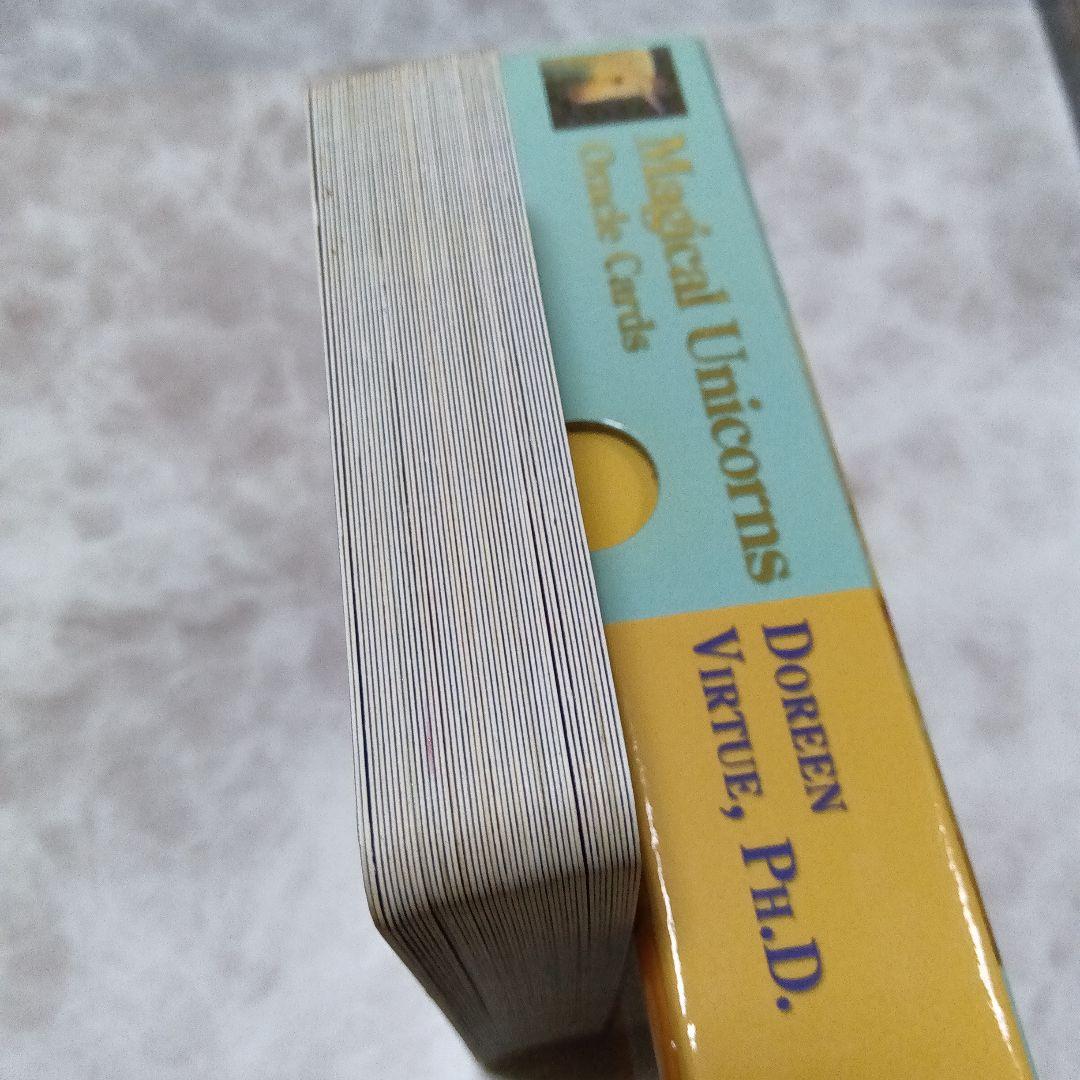 Magical Unicorns
Oracle Cards
DOREEN
VIRTUE, PH.D.